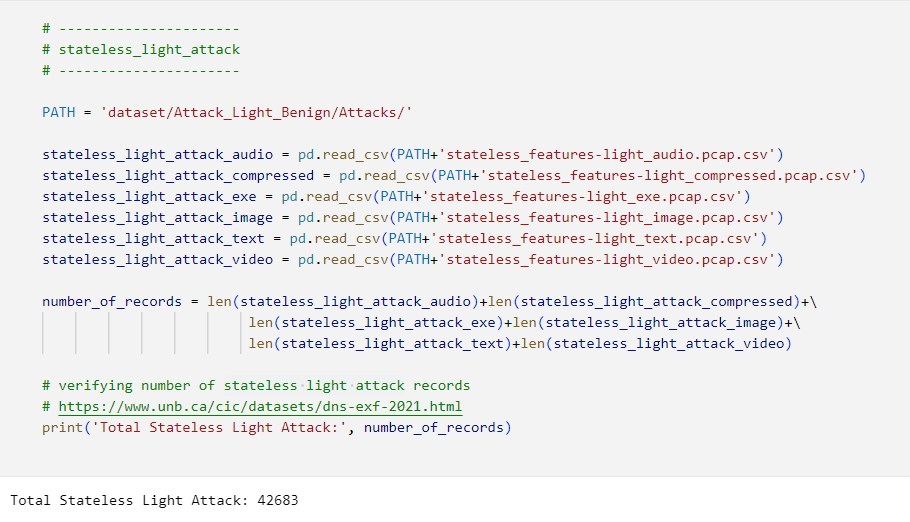 # ----------------------
# stateless_light_attack
# ----------------------
PATH = 'dataset/Attack_Light_Benign/Attacks/'
stateless_light_attack_audio = pd.read_csv(PATH+'stateless_features-light_audio.pcap.csv')
stateless_light_attack_compressed = pd.read_csv(PATH+'stateless_features-light_compressed.pcap.csv')
stateless_light_attack_exe = pd.read_csv(PATH+'stateless_features-light_exe.pcap.csv')
stateless_light_attack_image = pd.read_csv(PATH+'stateless_features-light_image.pcap.csv')
stateless_light_attack_text = pd.read_csv(PATH+'stateless_features-light_text.pcap.csv')
stateless_light_attack_video = pd.read_csv(PATH+'stateless_features-light_video.pcap.csv')
number_of_records = len(stateless_light_attack_audio)+len(stateless_light_attack_compressed)+\
len(stateless_light_attack_exe)+len(stateless_light_attack_image)+\
len(stateless_light_attack_text)+len(stateless_light_attack_video)
# verifying number of stateless light attack records
# https://www.unb.ca/cic/datasets/dns-exf-2021.html
print('Total Stateless Light Attack:', number_of_records)
Total Stateless Light Attack: 42683